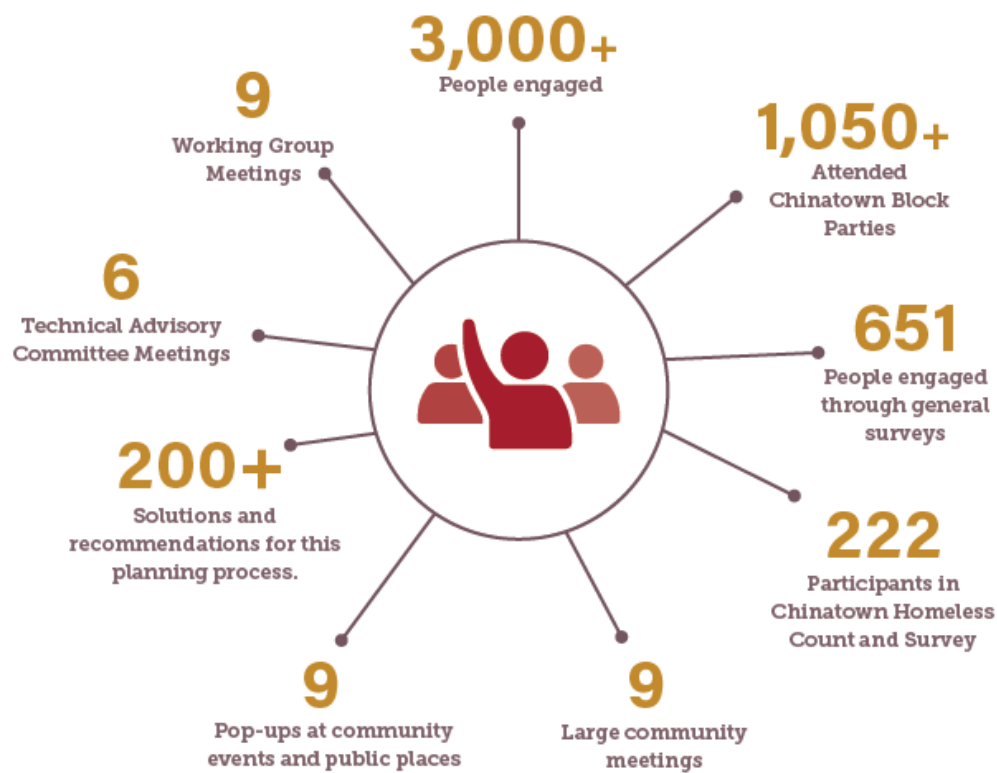 3,000+
People engaged
1,050+
Attended
Chinatown Block
Parties
651
People engaged
through general
surveys
222
Participants in
Chinatown Homeless
Count and Survey
9
Large community
meetings
9
Pop-ups at community
events and public places
200+
Solutions and
recommendations for this
planning process.
6
Technical Advisory
Committee Meetings
9
Working Group
Meetings